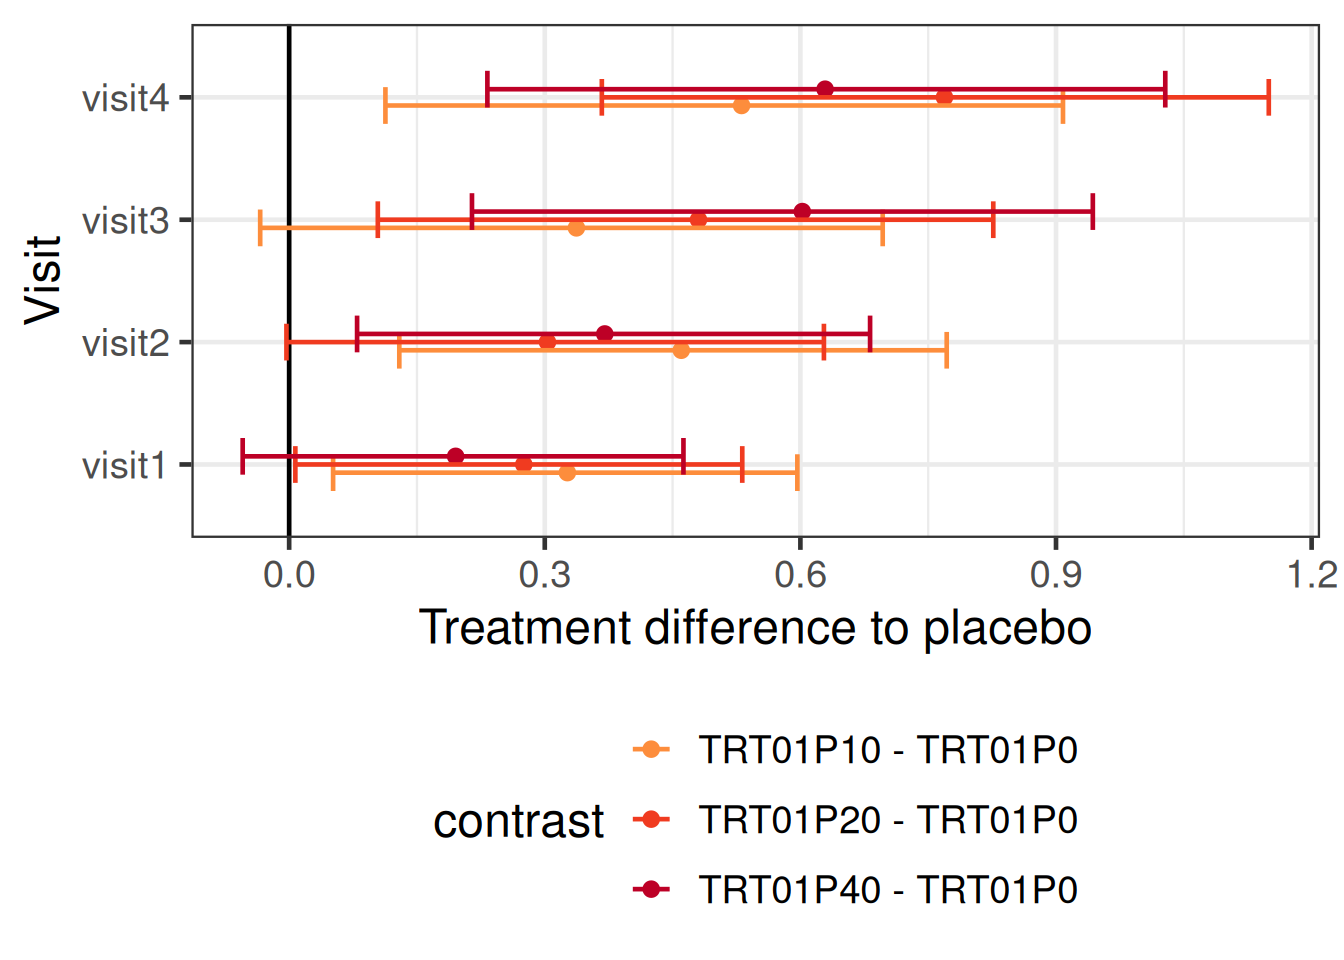 Visit
visit4
visit3
visit2
visit1
0.0 0.3 0.6 0.9 1.2
Treatment difference to placebo
contrast
TRT01P10 - TRT01P0
TRT01P20 - TRT01P0
TRT01P40 - TRT01P0